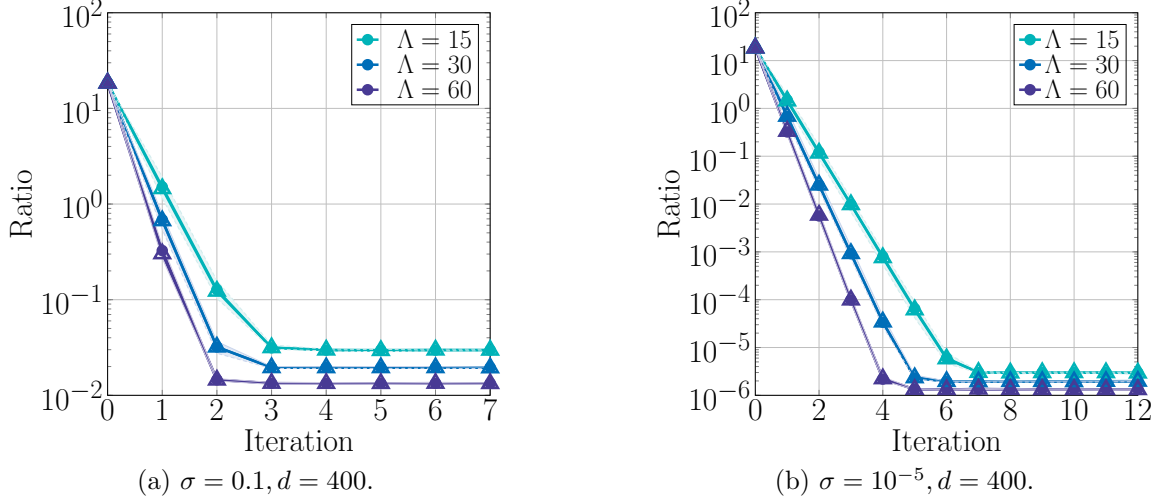 10^2
10^1
10^0
10^{-1}
10^{-2}
Ratio
Λ = 15
Λ = 30
Λ = 60
0 1 2 3 4 5 6 7
Iteration
(a) σ = 0.1, d = 400.
10^2
10^1
10^0
10^{-1}
10^{-2}
10^{-3}
10^{-4}
10^{-5}
10^{-6}
Ratio
Λ = 15
Λ = 30
Λ = 60
0 2 4 6 8 10 12
Iteration
(b) σ = 10^{-5}, d = 400.